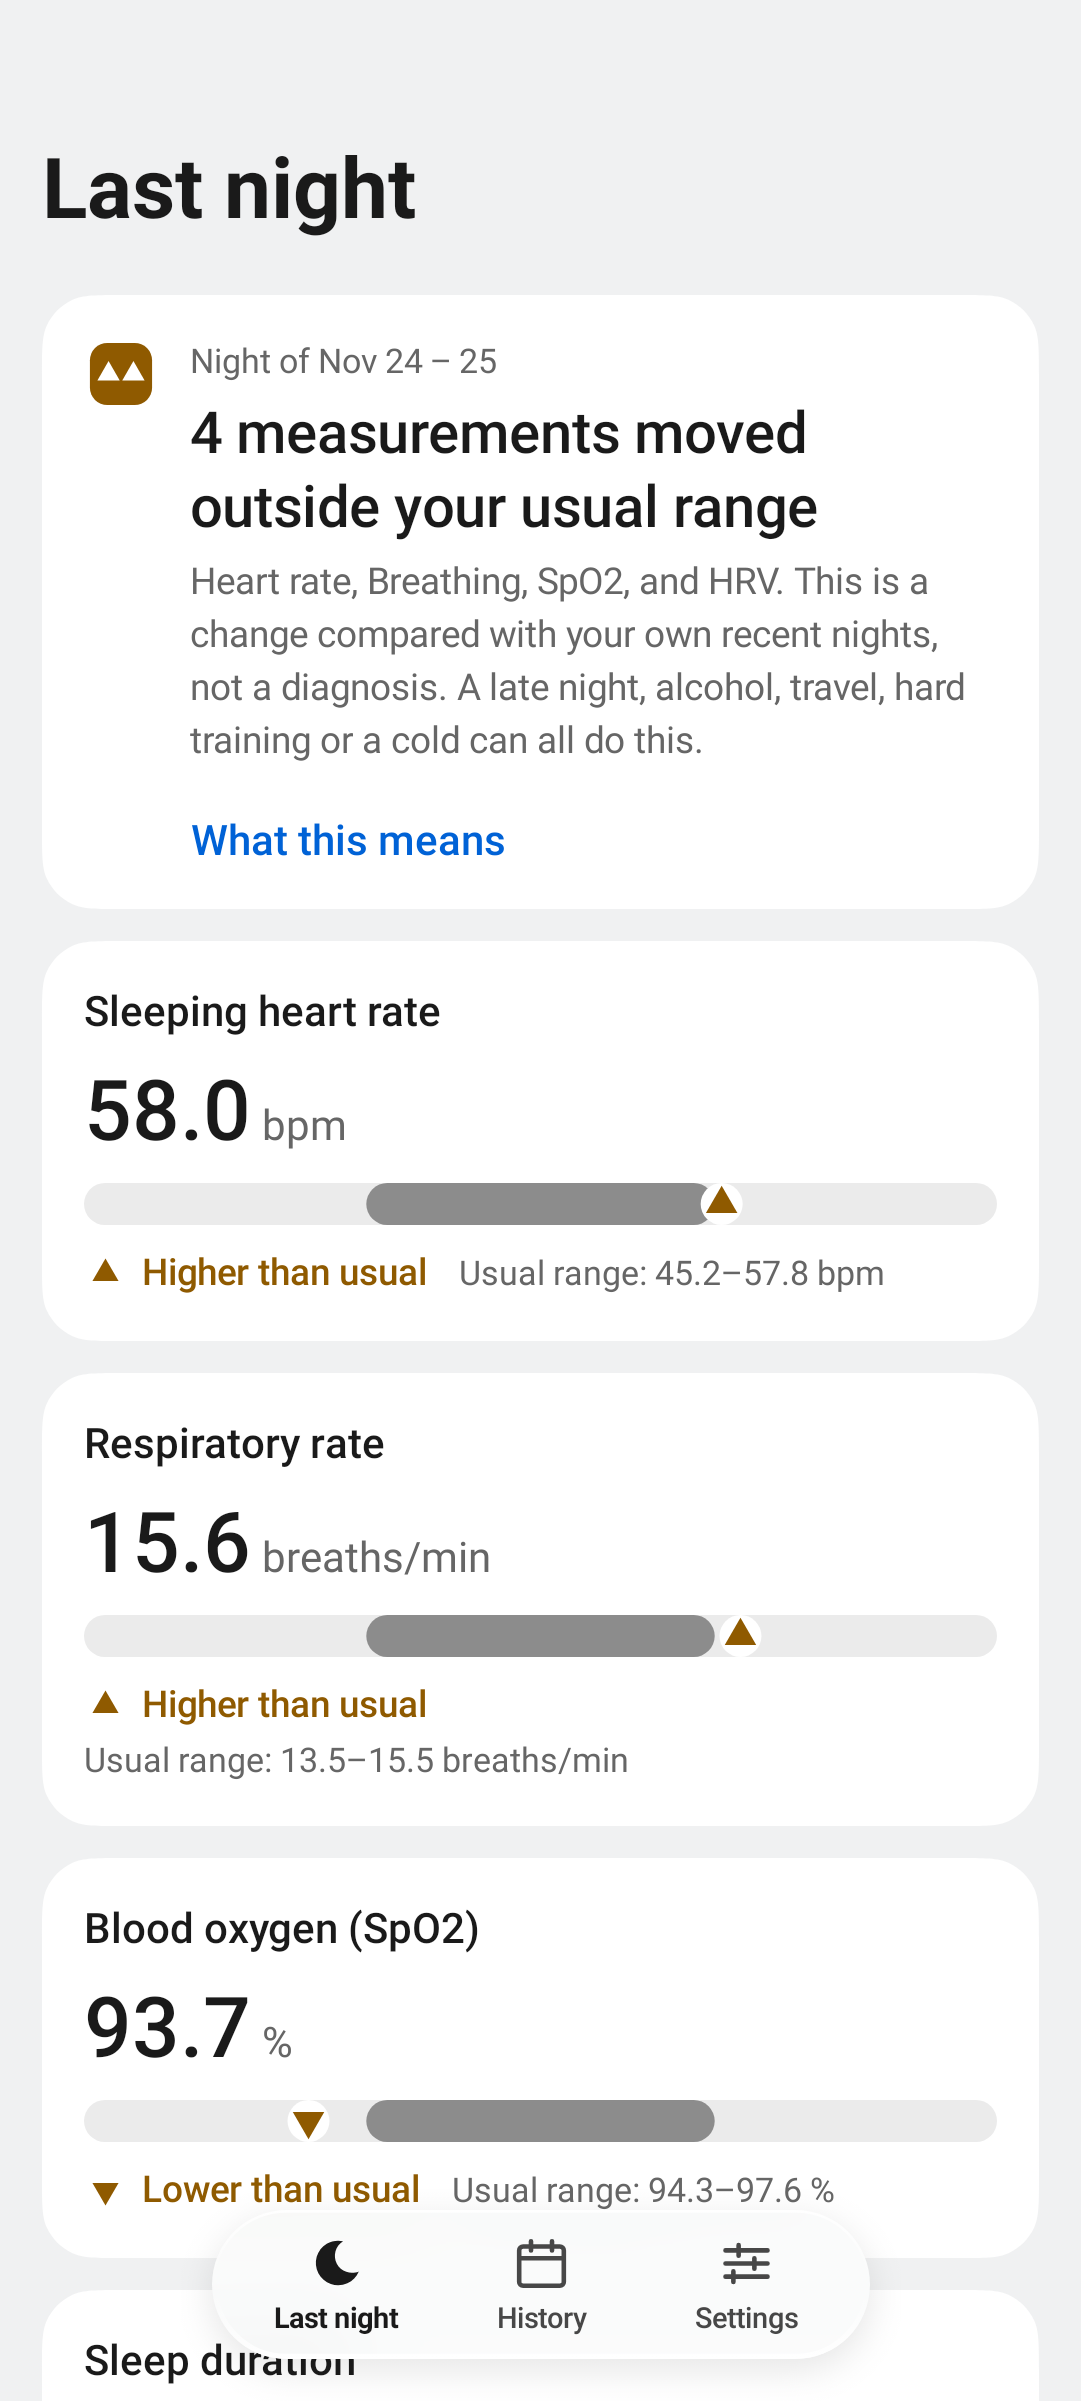 Last night
Night of Nov 24 – 25
4 measurements moved
outside your usual range
Heart rate, Breathing, SpO2, and HRV. This is a
change compared with your own recent nights,
not a diagnosis. A late night, alcohol, travel, hard
training or a cold can all do this.
What this means
Sleeping heart rate
58.0 bpm
Higher than usual Usual range: 45.2–57.8 bpm
Respiratory rate
15.6 breaths/min
Higher than usual
Usual range: 13.5–15.5 breaths/min
Blood oxygen (SpO2)
93.7 %
Lower than usual Usual range: 94.3–97.6 %
Last night History Settings
Sleep duration